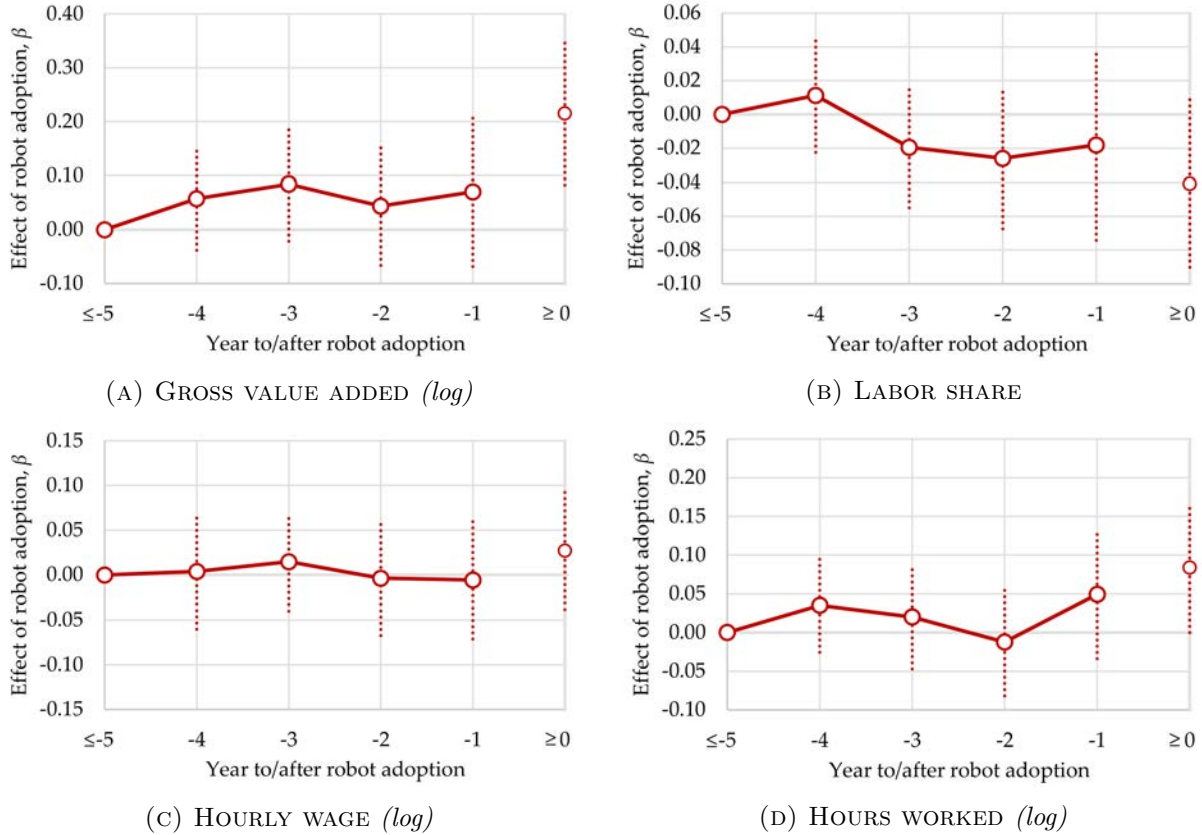 0.40
0.30
0.20
0.10
0.00
-0.10
Effect of robot adoption, β
≤-5 -4 -3 -2 -1 ≥ 0
Year to/after robot adoption
(A) GROSS VALUE ADDED (log)
0.06
0.04
0.02
0.00
-0.02
-0.04
-0.06
-0.08
-0.10
Effect of robot adoption, β
≤-5 -4 -3 -2 -1 ≥ 0
Year to/after robot adoption
(B) LABOR SHARE
0.15
0.10
0.05
0.00
-0.05
-0.10
-0.15
Effect of robot adoption, β
≤-5 -4 -3 -2 -1 ≥ 0
Year to/after robot adoption
(C) HOURLY WAGE (log)
0.25
0.20
0.15
0.10
0.05
0.00
-0.05
-0.10
Effect of robot adoption, β
≤-5 -4 -3 -2 -1 ≥ 0
Year to/after robot adoption
(D) HOURS WORKED (log)